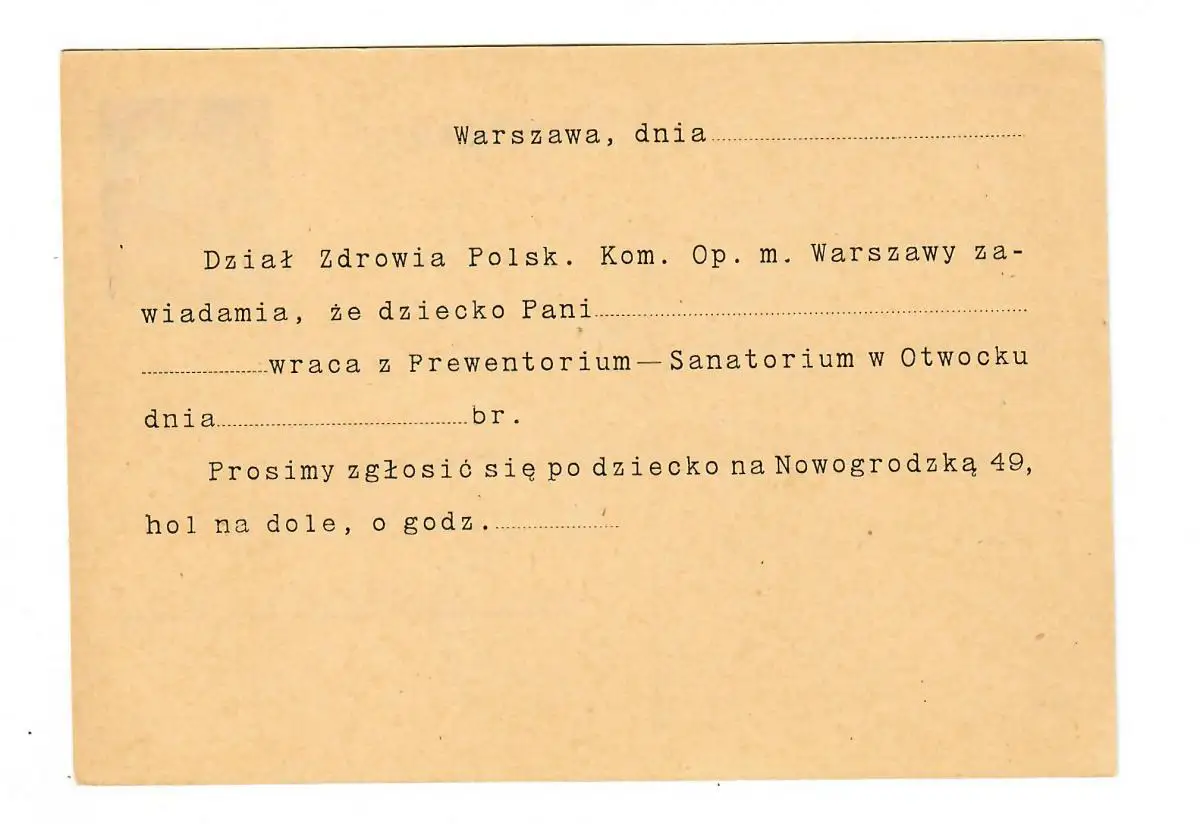 Warszawa, dnia
Dział Zdrowia Polsk. Kom. Op. m. Warszawy za-
wiadamia, że dziecko Pani
wraca z Prewentorium—Sanatorium w Otwocku
dnia br.
Prosimy zgłosić się po dziecko na Nowogrodzką 49,
hol na dole, o godz.